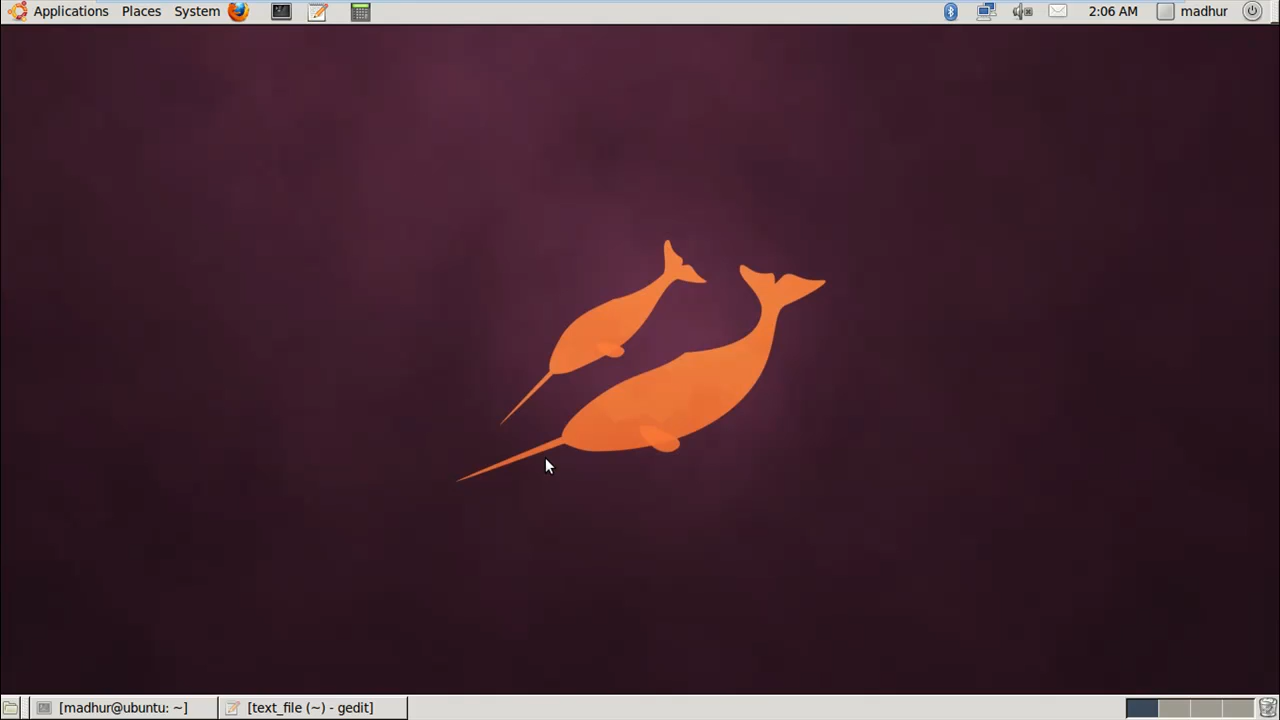 Applications Places System 2:06 AM madhur
[madhur@ubuntu: ~] [text_file (~) - gedit]